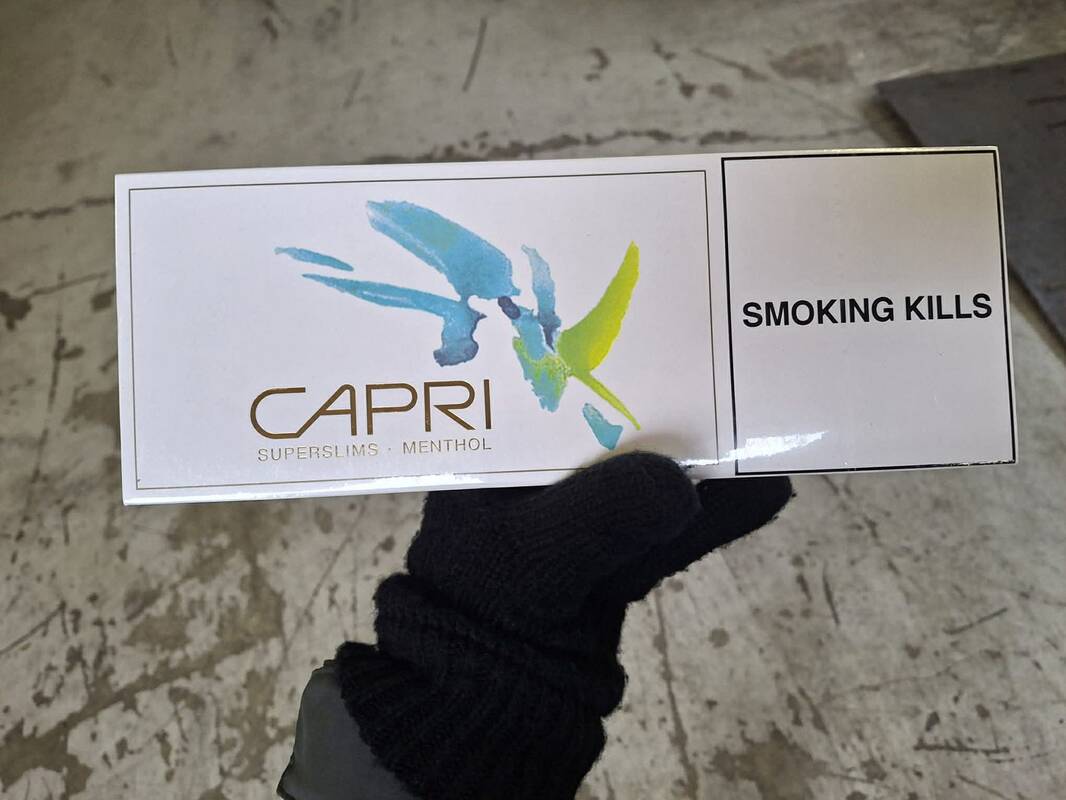 CAPRI
SUPERSLIMS · MENTHOL
SMOKING KILLS